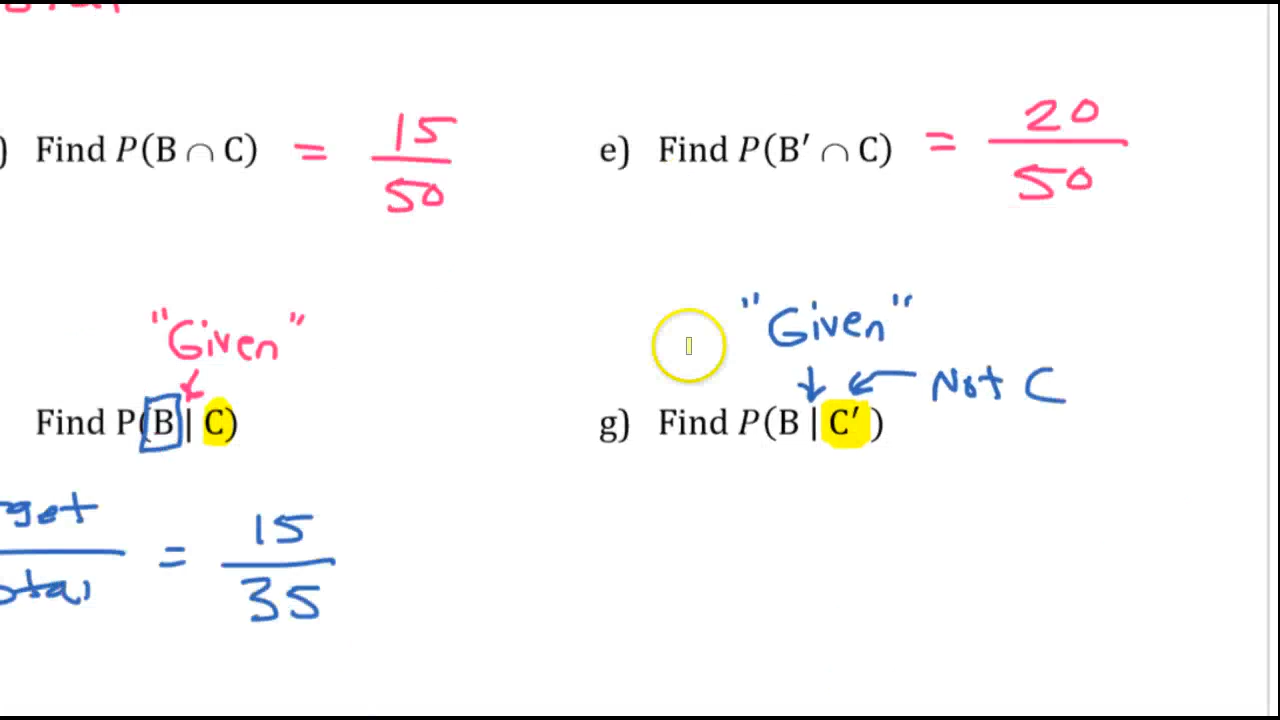 ) Find P(B ∩ C) = 15/50
e) Find P(B′ ∩ C) = 20/50
"Given"
Find P(B | C)
= 15/35
"Given"
Not C
g) Find P(B | C′)